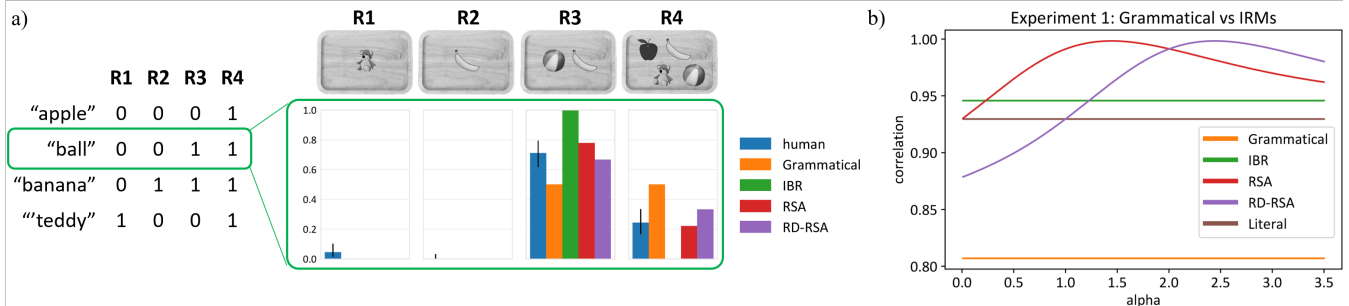 a)
R1 R2 R3 R4
R1 R2 R3 R4
“apple” 0 0 0 1
“ball” 0 0 1 1
“banana” 0 1 1 1
“’teddy” 1 0 0 1
1.0
0.8
0.6
0.4
0.2
0.0
human
Grammatical
IBR
RSA
RD-RSA
b)
Experiment 1: Grammatical vs IRMs
1.00
0.95
0.90
0.85
0.80
correlation
Grammatical
IBR
RSA
RD-RSA
Literal
0.0 0.5 1.0 1.5 2.0 2.5 3.0 3.5
alpha